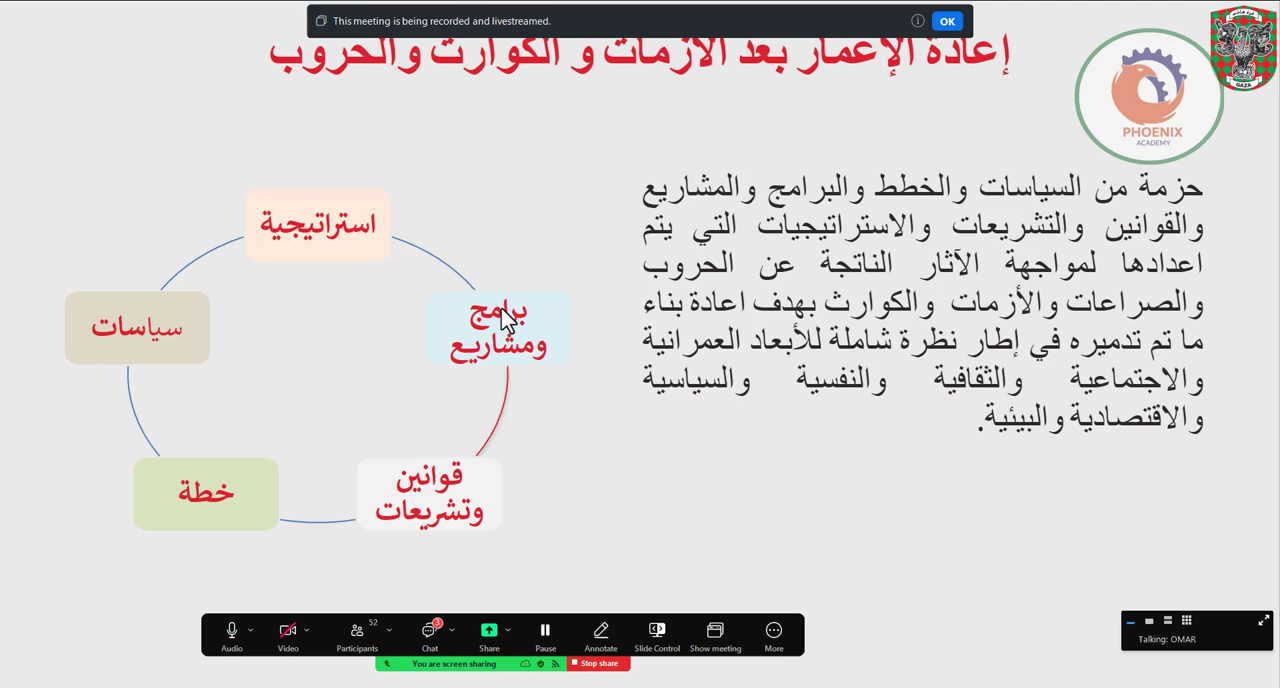 This meeting is being recorded and livestreamed.
OK
إعادة الإعمار بعد الأزمات و الكوارث والحروب
PHOENIX
ACADEMY
GAZA
حزمة من السياسات والخطط والبرامج والمشاريع
والقوانين والتشريعات والاستراتيجيات التي يتم
اعدادها لمواجهة الآثار الناتجة عن الحروب
والصراعات والأزمات والكوارث بهدف اعادة بناء
ما تم تدميره في إطار نظرة شاملة للأبعاد العمرانية
والاجتماعية والثقافية والنفسية والسياسية
والاقتصادية والبيئية.
استراتيجية
برامج
ومشاريع
قوانين
وتشريعات
خطة
سياسات
52
3
Audio
Video
Participants
Chat
Share
Pause
Annotate
Slide Control
Show meeting
More
You are screen sharing
Stop share
Talking: OMAR